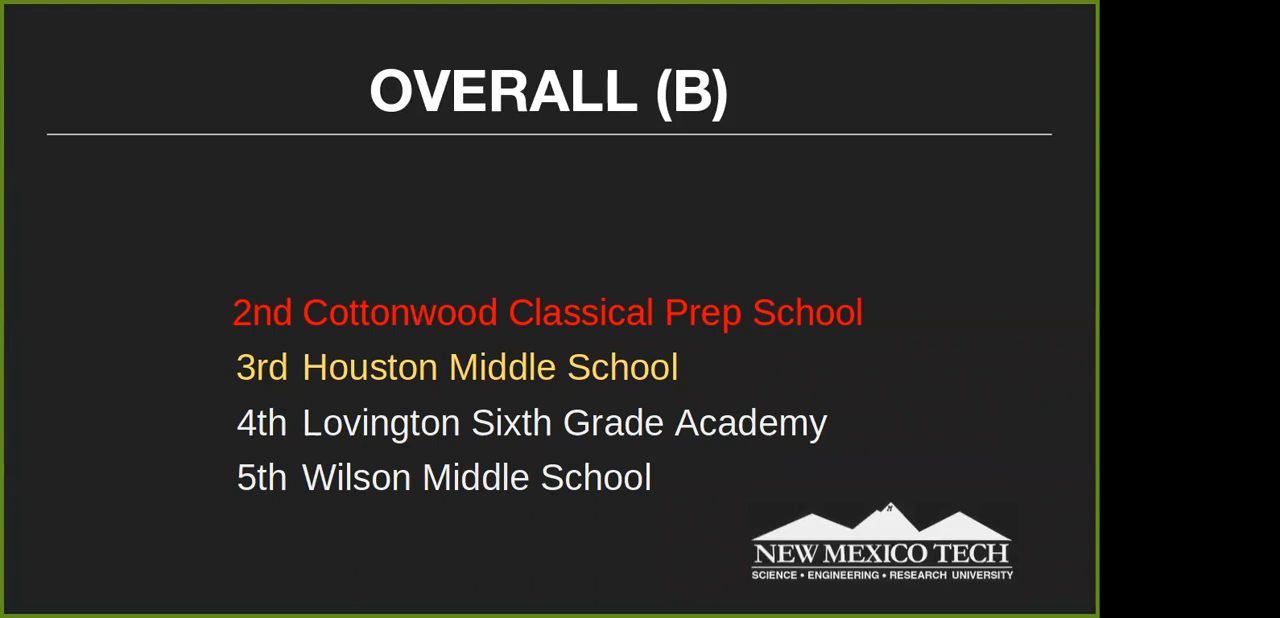 OVERALL (B)
2nd Cottonwood Classical Prep School
3rd Houston Middle School
4th Lovington Sixth Grade Academy
5th Wilson Middle School
NEW MEXICO TECH
SCIENCE • ENGINEERING • RESEARCH UNIVERSITY